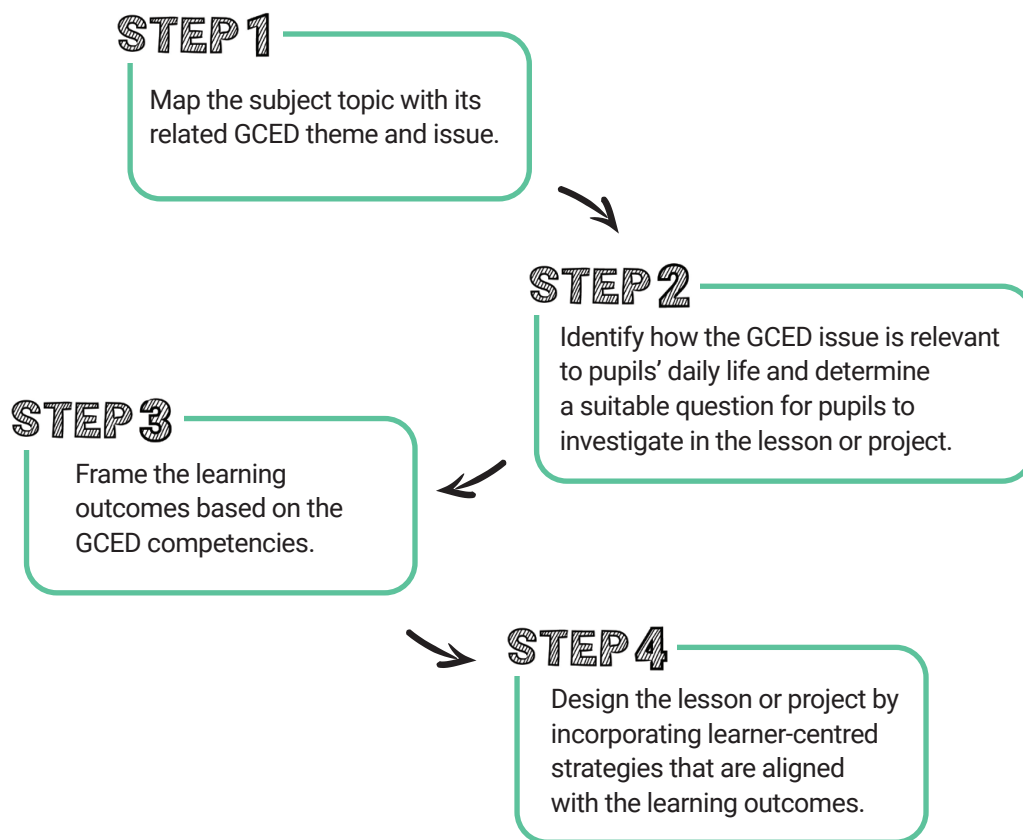 STEP 1
Map the subject topic with its
related GCED theme and issue.
STEP 2
Identify how the GCED issue is relevant
to pupils’ daily life and determine
a suitable question for pupils to
investigate in the lesson or project.
STEP 3
Frame the learning
outcomes based on the
GCED competencies.
STEP 4
Design the lesson or project by
incorporating learner-centred
strategies that are aligned
with the learning outcomes.